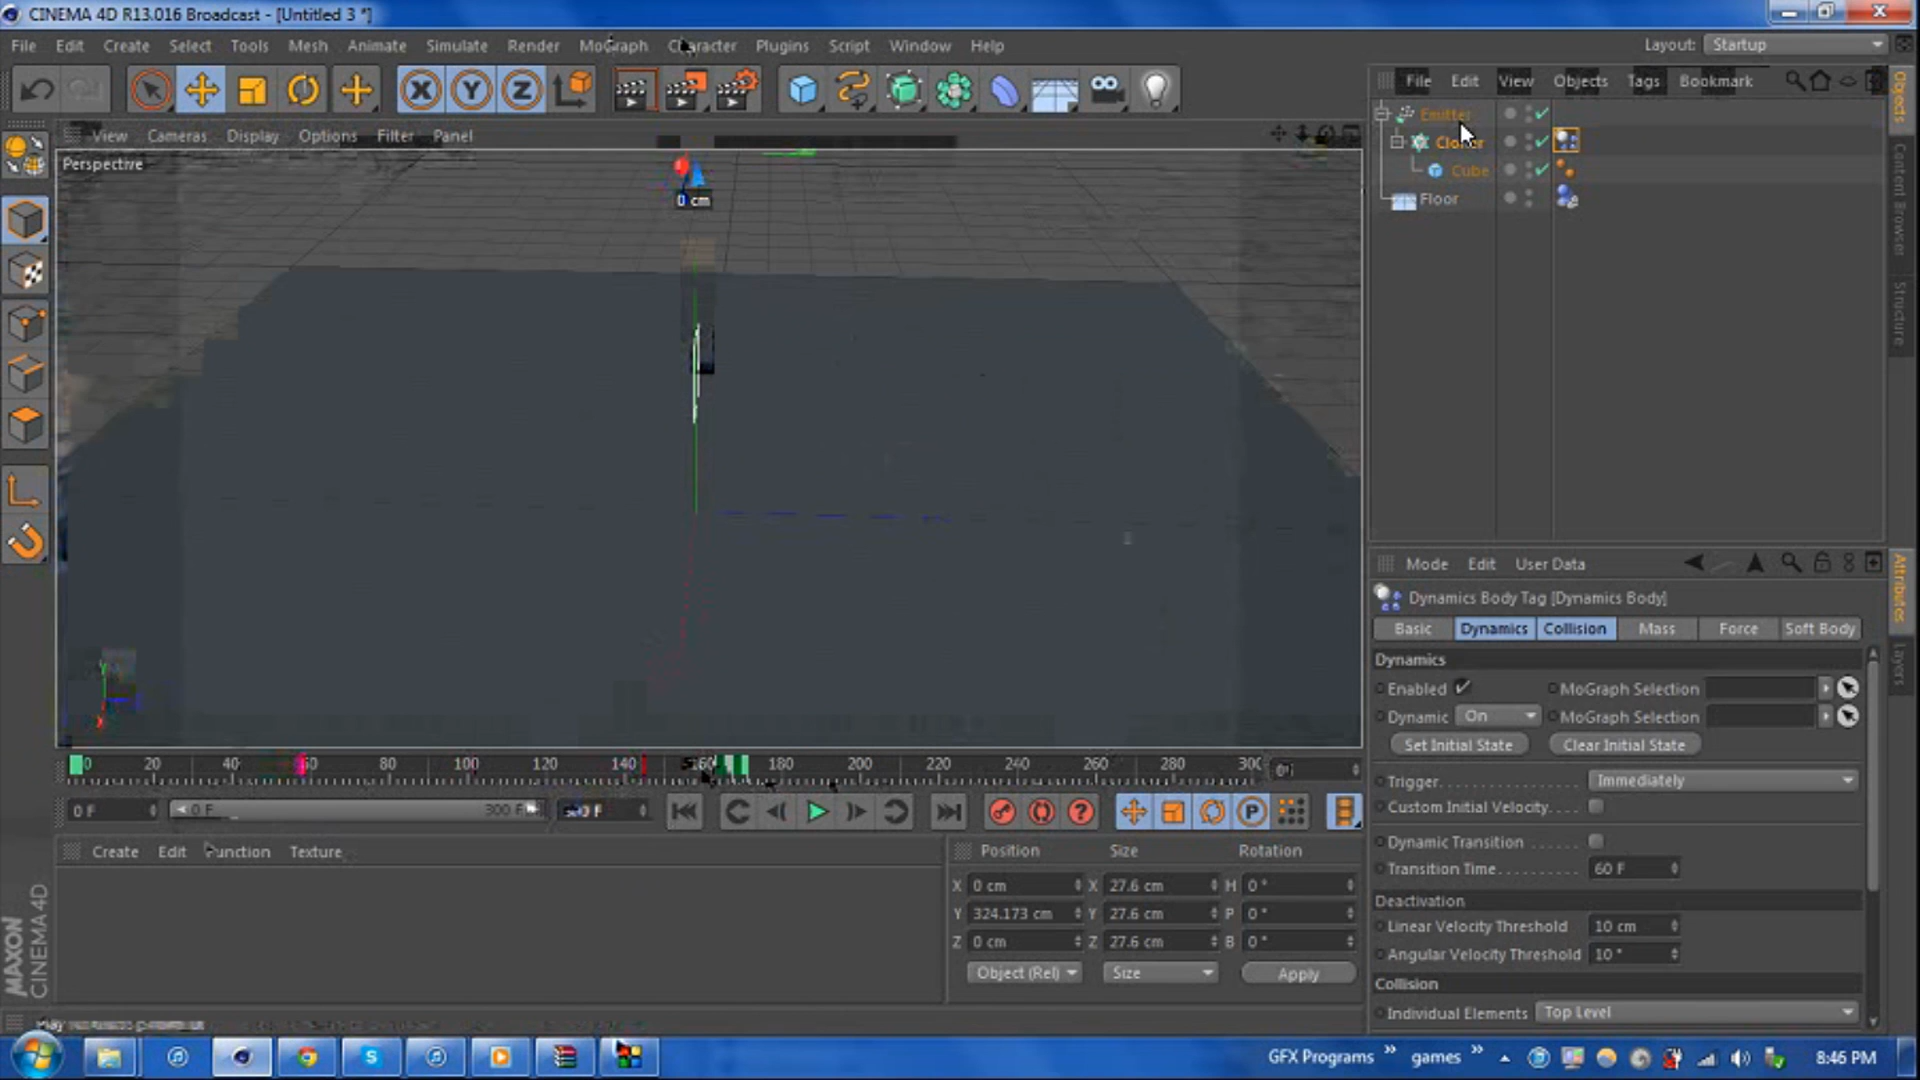 CINEMA 4D R13.016 Broadcast - [Untitled 3 *]
File Edit Create Select Tools Mesh Animate Simulate Render MoGraph Character Plugins Script Window Help
Layout: Startup
File Edit View Objects Tags Bookmark
View Cameras Display Options Filter Panel
Perspective
0 cm
Emitter
Cloner
Cube
Floor
Objects
Content Browser
Structure
Mode Edit User Data
Dynamics Body Tag [Dynamics Body]
Basic Dynamics Collision Mass Force Soft Body
Dynamics
Enabled MoGraph Selection
Dynamic On MoGraph Selection
Set Initial State Clear Initial State
Trigger Immediately
Custom Initial Velocity
Dynamic Transition
Transition Time 60 F
Deactivation
Linear Velocity Threshold 10 cm
Angular Velocity Threshold 10 °
Collision
Individual Elements Top Level
Attributes
Layers
0 20 40 60 80 100 120 140 160 180 200 220 240 260 280
0 F 0 F 300 F
Create Edit Function Texture
Position Size Rotation
X 0 cm X 27.6 cm H 0 °
Y 324.173 cm Y 27.6 cm P 0 °
Z 0 cm Z 27.6 cm B 0 °
Object (Rel) Size Apply
MAXON
CINEMA 4D
GFX Programs » games » 8:46 PM